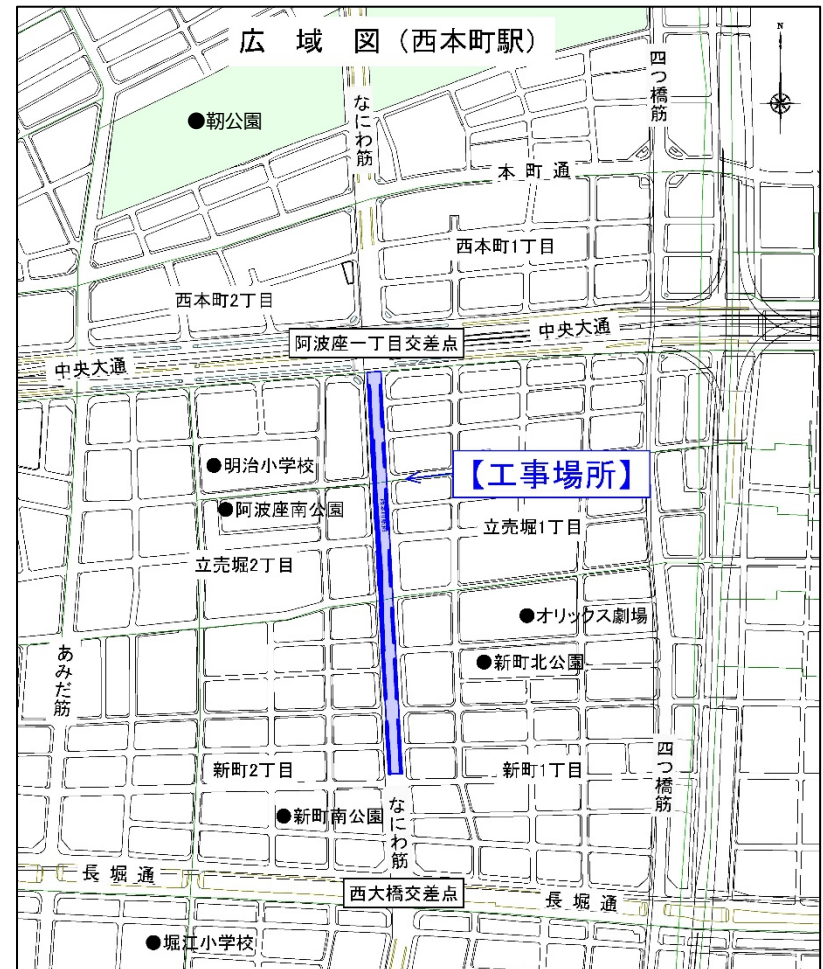 広域図（西本町駅）
N
四つ橋筋
●靭公園
なにわ筋
本町通
西本町1丁目
西本町2丁目
中央大通
阿波座一丁目交差点
中央大通
●明治小学校
【工事場所】
●阿波座南公園
立売堀1丁目
立売堀2丁目
●オリックス劇場
あみだ筋
●新町北公園
四つ橋筋
新町2丁目
新町1丁目
●新町南公園
なにわ筋
長堀通
西大橋交差点
長堀通
●堀江小学校